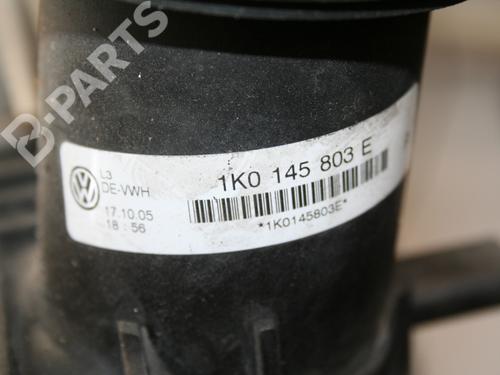 B-PARTS
L3
DE-VWH
17.10.05
18:56
1K0 145 803 E
*1K0145803E*